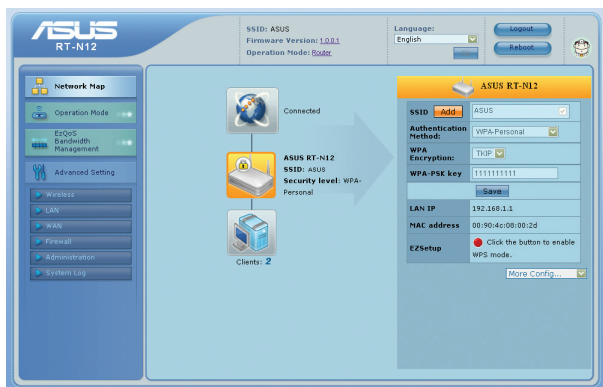 ASUS
RT-N12
SSID: ASUS
Firmware Version: 1.0.0.1
Operation Mode: Router
Language:
English
Logout
Reboot
Network Map
Operation Mode
EzQoS
Bandwidth
Management
Advanced Setting
Wireless
LAN
WAN
Firewall
Administration
System Log
Connected
ASUS RT-N12
SSID: ASUS
Security level: WPA-
Personal
Clients: 2
ASUS RT-N12
SSID Add ASUS
Authentication
Method: WPA-Personal
WPA
Encryption: TKIP
WPA-PSK key 1111111111
Save
LAN IP 192.168.1.1
MAC address 00:90:4c:08:00:2d
EZSetup Click the button to enable
WPS mode.
More Config...